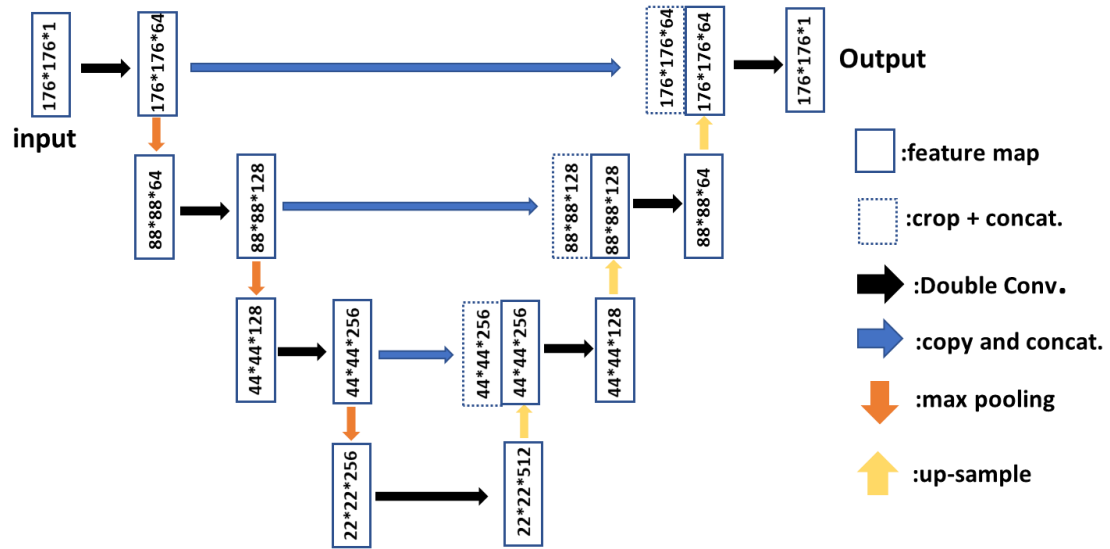 176*176*1
input
176*176*64
176*176*64
176*176*64
176*176*1
Output
88*88*64
88*88*128
88*88*128
88*88*128
88*88*64
44*44*128
44*44*256
44*44*256
44*44*256
44*44*128
22*22*256
22*22*512
:feature map
:crop + concat.
:Double Conv.
:copy and concat.
:max pooling
:up-sample